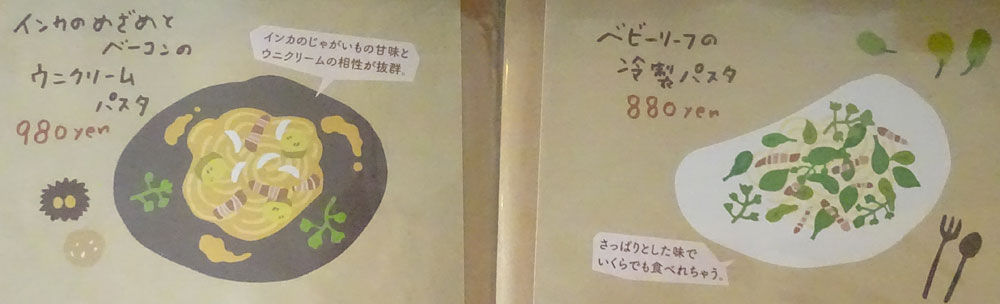 インカのめざめと
ベーコンの
ウニクリーム
パスタ
980yen
インカのじゃがいもの甘味と
ウニクリームの相性が抜群。
ベビーリーフの
冷製パスタ
880yen
さっぱりとした味で
いくらでも食べれちゃう。